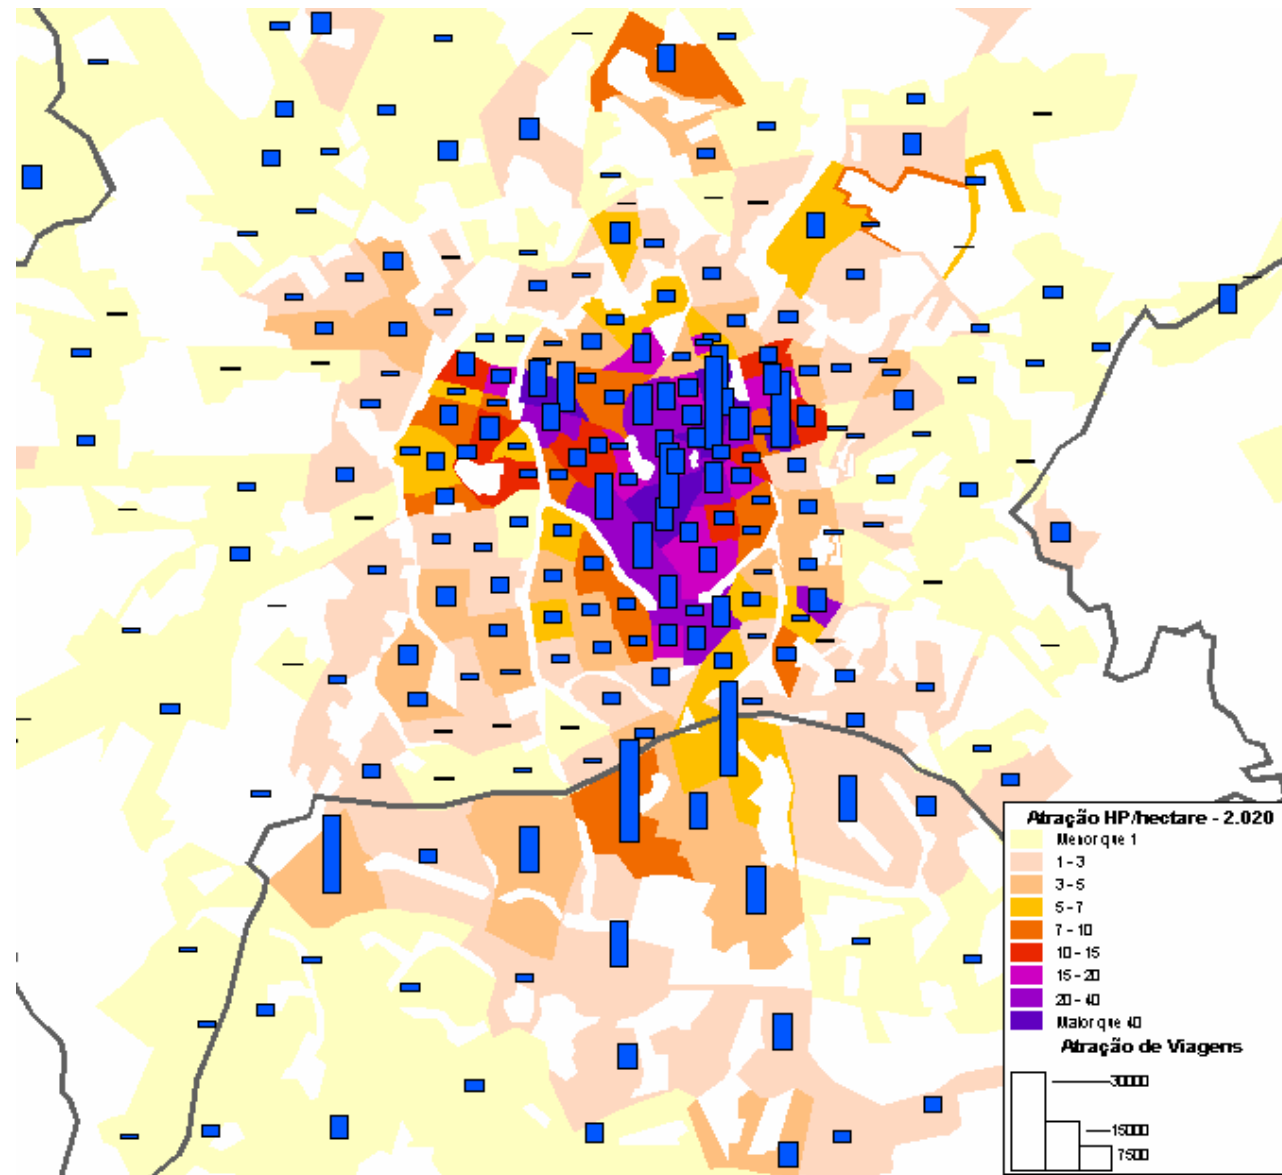 Atração HP/hectare - 2.020
Menor que 1
1 - 3
3 - 5
5 - 7
7 - 10
10 - 15
15 - 20
20 - 40
Maior que 40
Atração de Viagens
30000
15000
7500